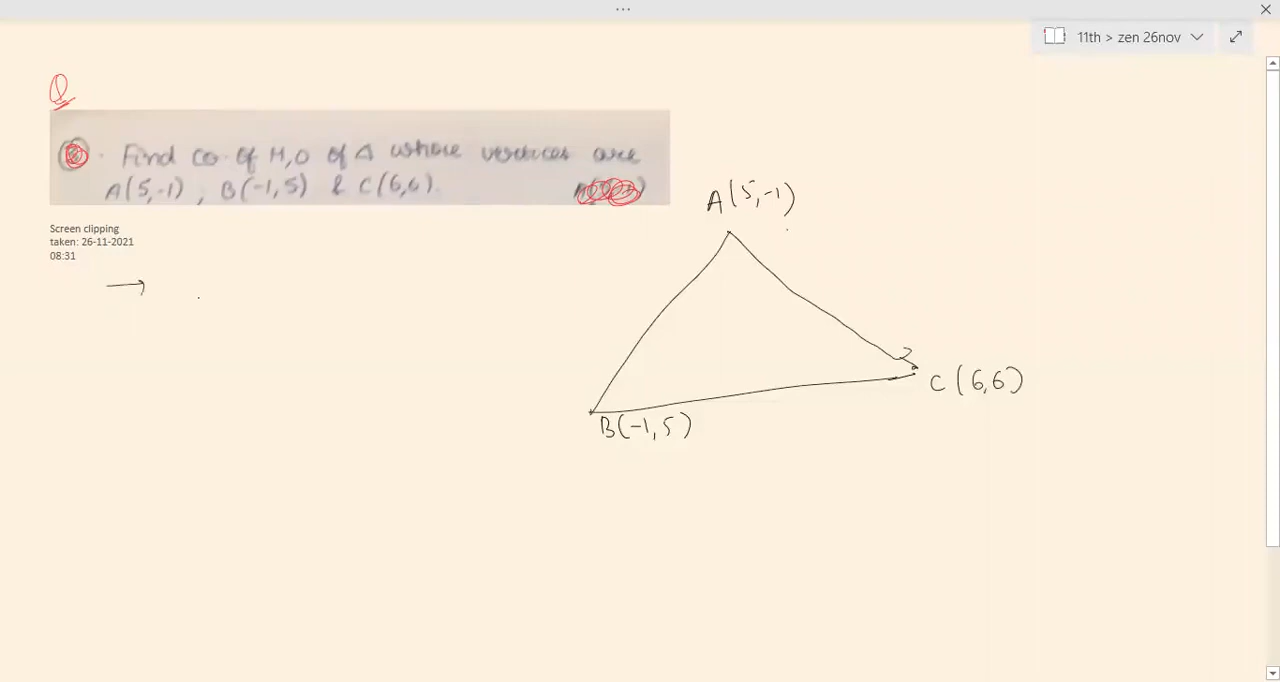 11th > zen 26nov
Q
Find co. of H,O of Δ whose vertices are
A(5,-1) , B(-1,5) & C(6,6).
Screen clipping
taken: 26-11-2021
08:31
A(5,-1)
C(6,6)
B(-1,5)